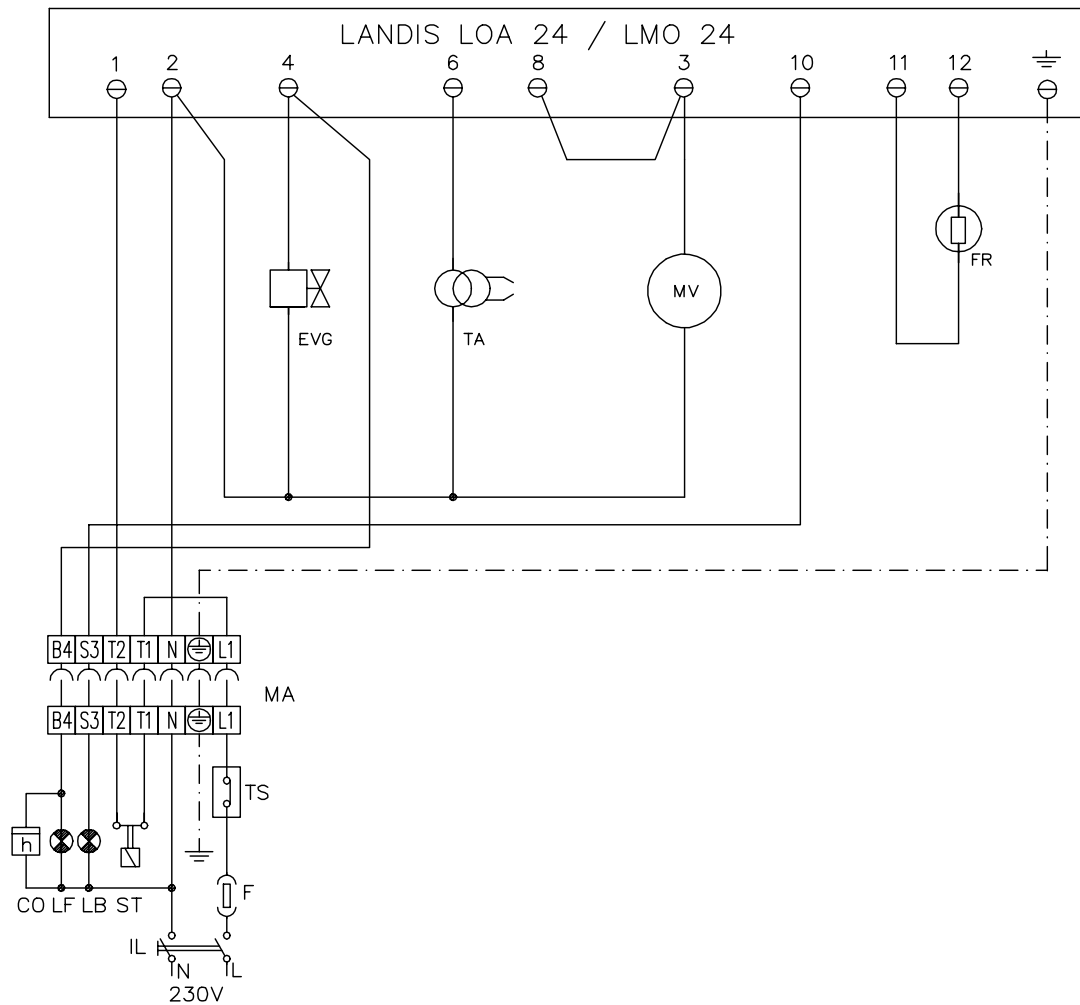 LANDIS LOA 24 / LMO 24
1 2 4 6 8 3 10 11 12
FR
MV
EVG
TA
B4 S3 T2 T1 N L1
MA
B4 S3 T2 T1 N L1
TS
h
F
CO LF LB ST
IL
N L
230V